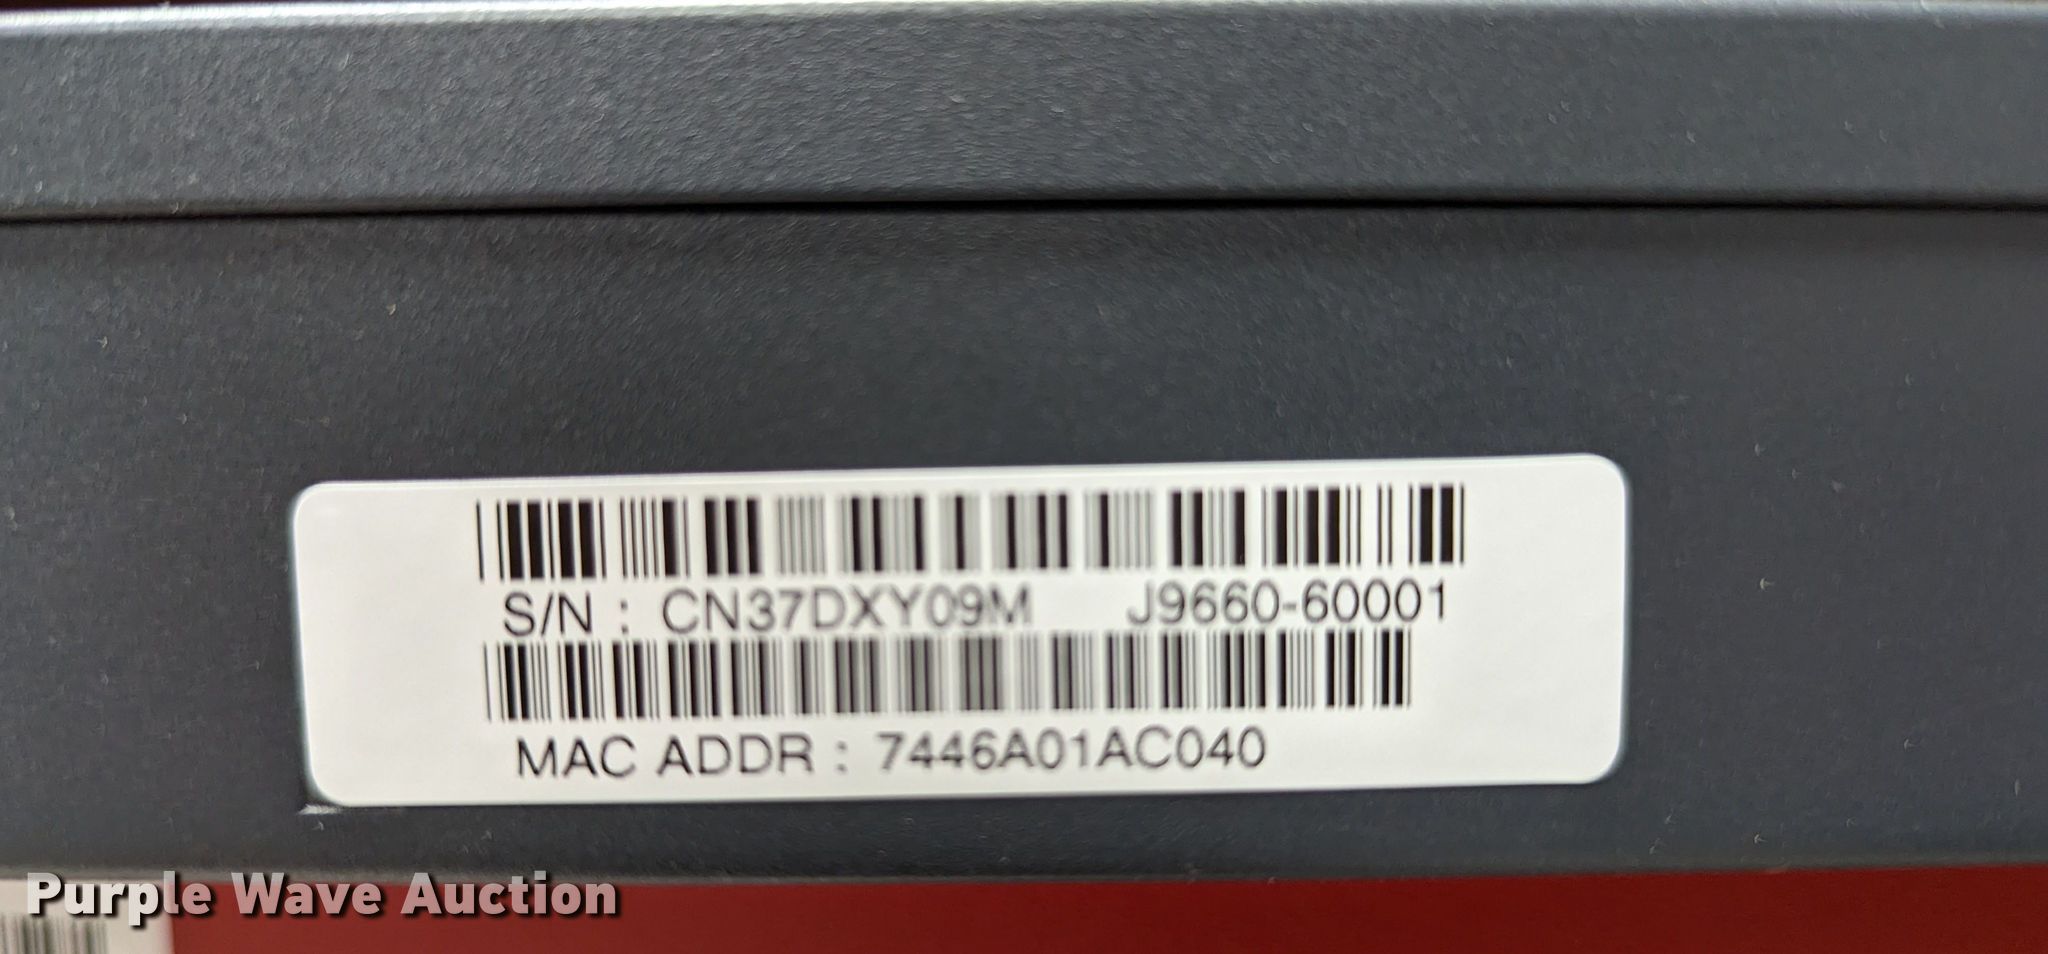 S/N : CN37DXY09M J9660-60001
MAC ADDR : 7446A01AC040
Purple Wave Auction